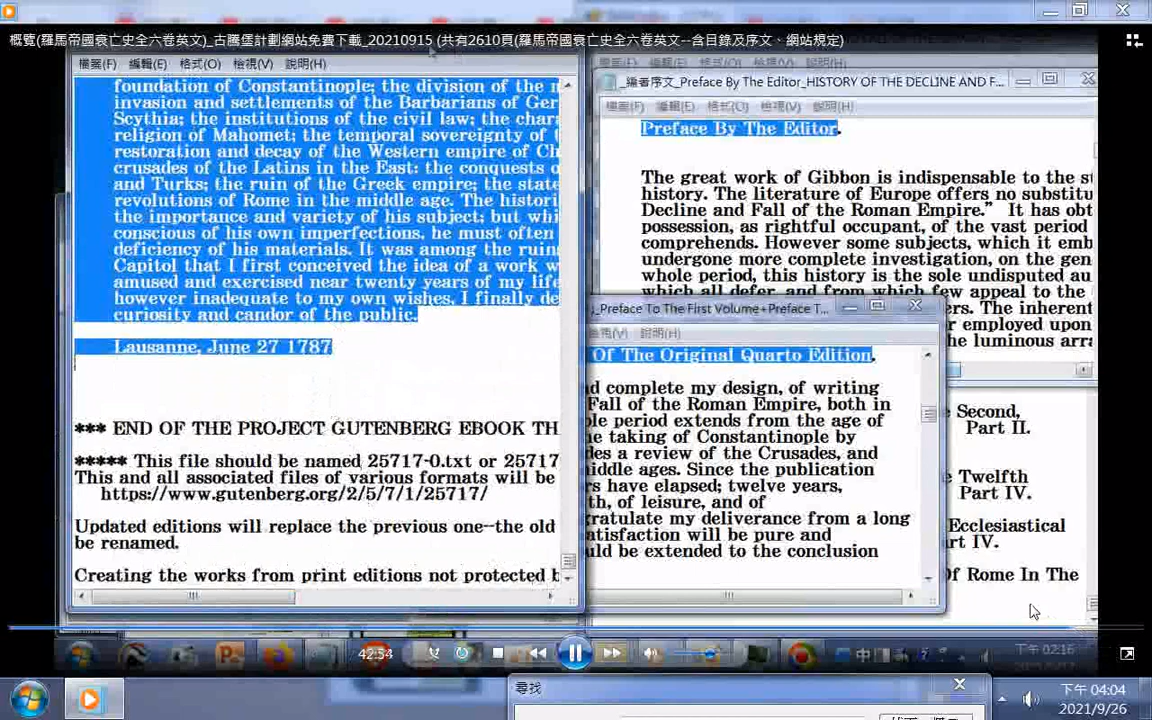 概覽(羅馬帝國衰亡史全六卷英文)_古騰堡計劃網站免費下載_20210915 (共有2610頁(羅馬帝國衰亡史全六卷英文--含目錄及序文、網站規定)
檔案(F) 編輯(E) 格式(O) 檢視(V) 說明(H)
foundation of Constantinople; the division of the
invasion and settlements of the Barbarians of Ger
Scythia; the institutions of the civil law; the char
religion of Mahomet; the temporal sovereignty of t
restoration and decay of the Western empire of Ch
crusades of the Latins in the East: the conquests o
and Turks; the ruin of the Greek empire; the state
revolutions of Rome in the middle age. The histori
the importance and variety of his subject; but whi
conscious of his own imperfections, he must often
deficiency of his materials. It was among the ruin
Capitol that I first conceived the idea of a work w
amused and exercised near twenty years of my life
however inadequate to my own wishes, I finally de
curiosity and candor of the public.
Lausanne, June 27 1787
*** END OF THE PROJECT GUTENBERG EBOOK TH
***** This file should be named 25717-0.txt or 25717
This and all associated files of various formats will be
https://www.gutenberg.org/2/5/7/1/25717/
Updated editions will replace the previous one--the old
be renamed.
Creating the works from print editions not protected b
_編者序文_Preface By The Editor_HISTORY OF THE DECLINE AND F...
檔案(F) 編輯(E) 格式(O) 檢視(V) 說明(H)
Preface By The Editor.
The great work of Gibbon is indispensable to the st
history. The literature of Europe offers no substitu
Decline and Fall of the Roman Empire.” It has obt
possession, as rightful occupant, of the vast period
comprehends. However some subjects, which it emb
undergone more complete investigation, on the gen
whole period, this history is the sole undisputed au
which all defer, and from which few appeal to the
ers. The inherent
er employed upon
he luminous arra
_Preface To The First Volume+Preface T...
說明(H)
Of The Original Quarto Edition.
d complete my design, of writing
Fall of the Roman Empire, both in
le period extends from the age of
he taking of Constantinople by
des a review of the Crusades, and
iddle ages. Since the publication
rs have elapsed; twelve years,
th, of leisure, and of
gratulate my deliverance from a long
atisfaction will be pure and
uld be extended to the conclusion
e Second,
Part II.
e Twelfth
Part IV.
Ecclesiastical
rt IV.
Of Rome In The
42:54
中
下午 02:16
尋找
下午 04:04
2021/9/26